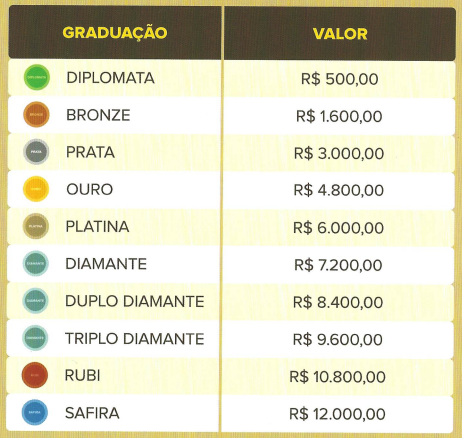 GRADUAÇÃO VALOR
DIPLOMATA R$ 500,00
BRONZE R$ 1.600,00
PRATA R$ 3.000,00
OURO R$ 4.800,00
PLATINA R$ 6.000,00
DIAMANTE R$ 7.200,00
DUPLO DIAMANTE R$ 8.400,00
TRIPLO DIAMANTE R$ 9.600,00
RUBI R$ 10.800,00
SAFIRA R$ 12.000,00